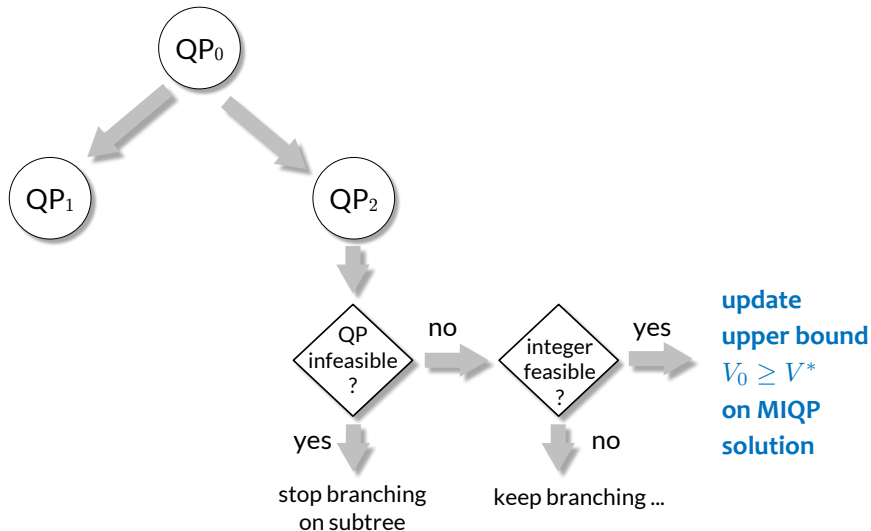 QP₀
QP₁
QP₂
QP
infeasible
?
no
integer
feasible
?
yes
update
upper bound
V₀ ≥ V*
on MIQP
solution
yes
no
stop branching
on subtree
keep branching ...